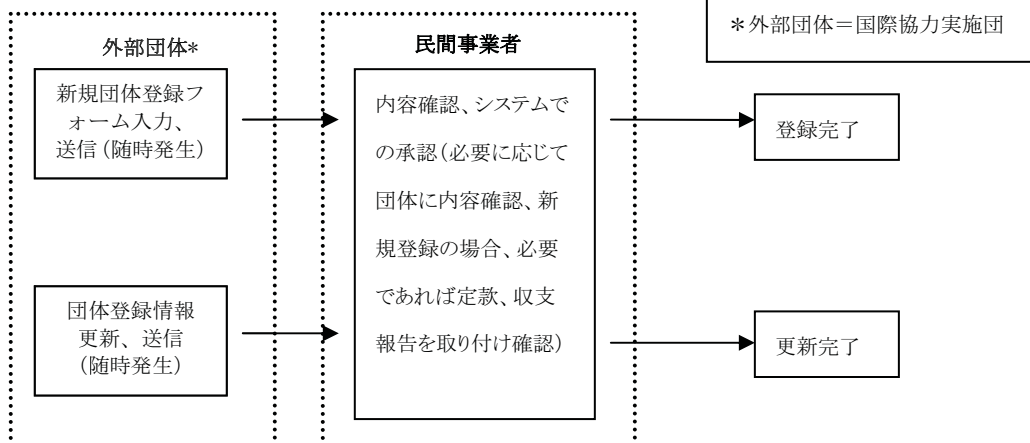 ＊外部団体＝国際協力実施団
外部団体*
新規団体登録フ
ォーム入力、
送信（随時発生）
団体登録情報
更新、送信
（随時発生）
民間事業者
内容確認、システムで
の承認（必要に応じて
団体に内容確認、新
規登録の場合、必要
であれば定款、収支
報告を取り付け確認）
登録完了
更新完了